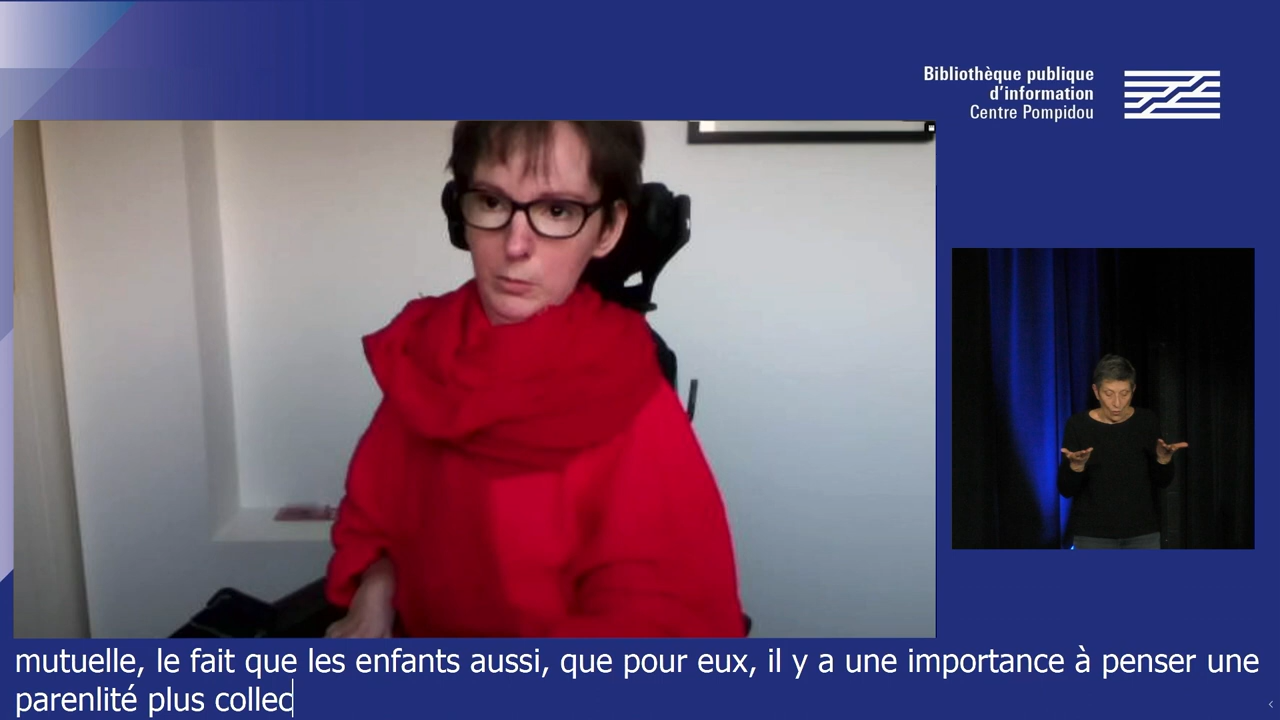 Bibliothèque publique
d'information
Centre Pompidou
mutuelle, le fait que les enfants aussi, que pour eux, il y a une importance à penser une
parenlité plus collec